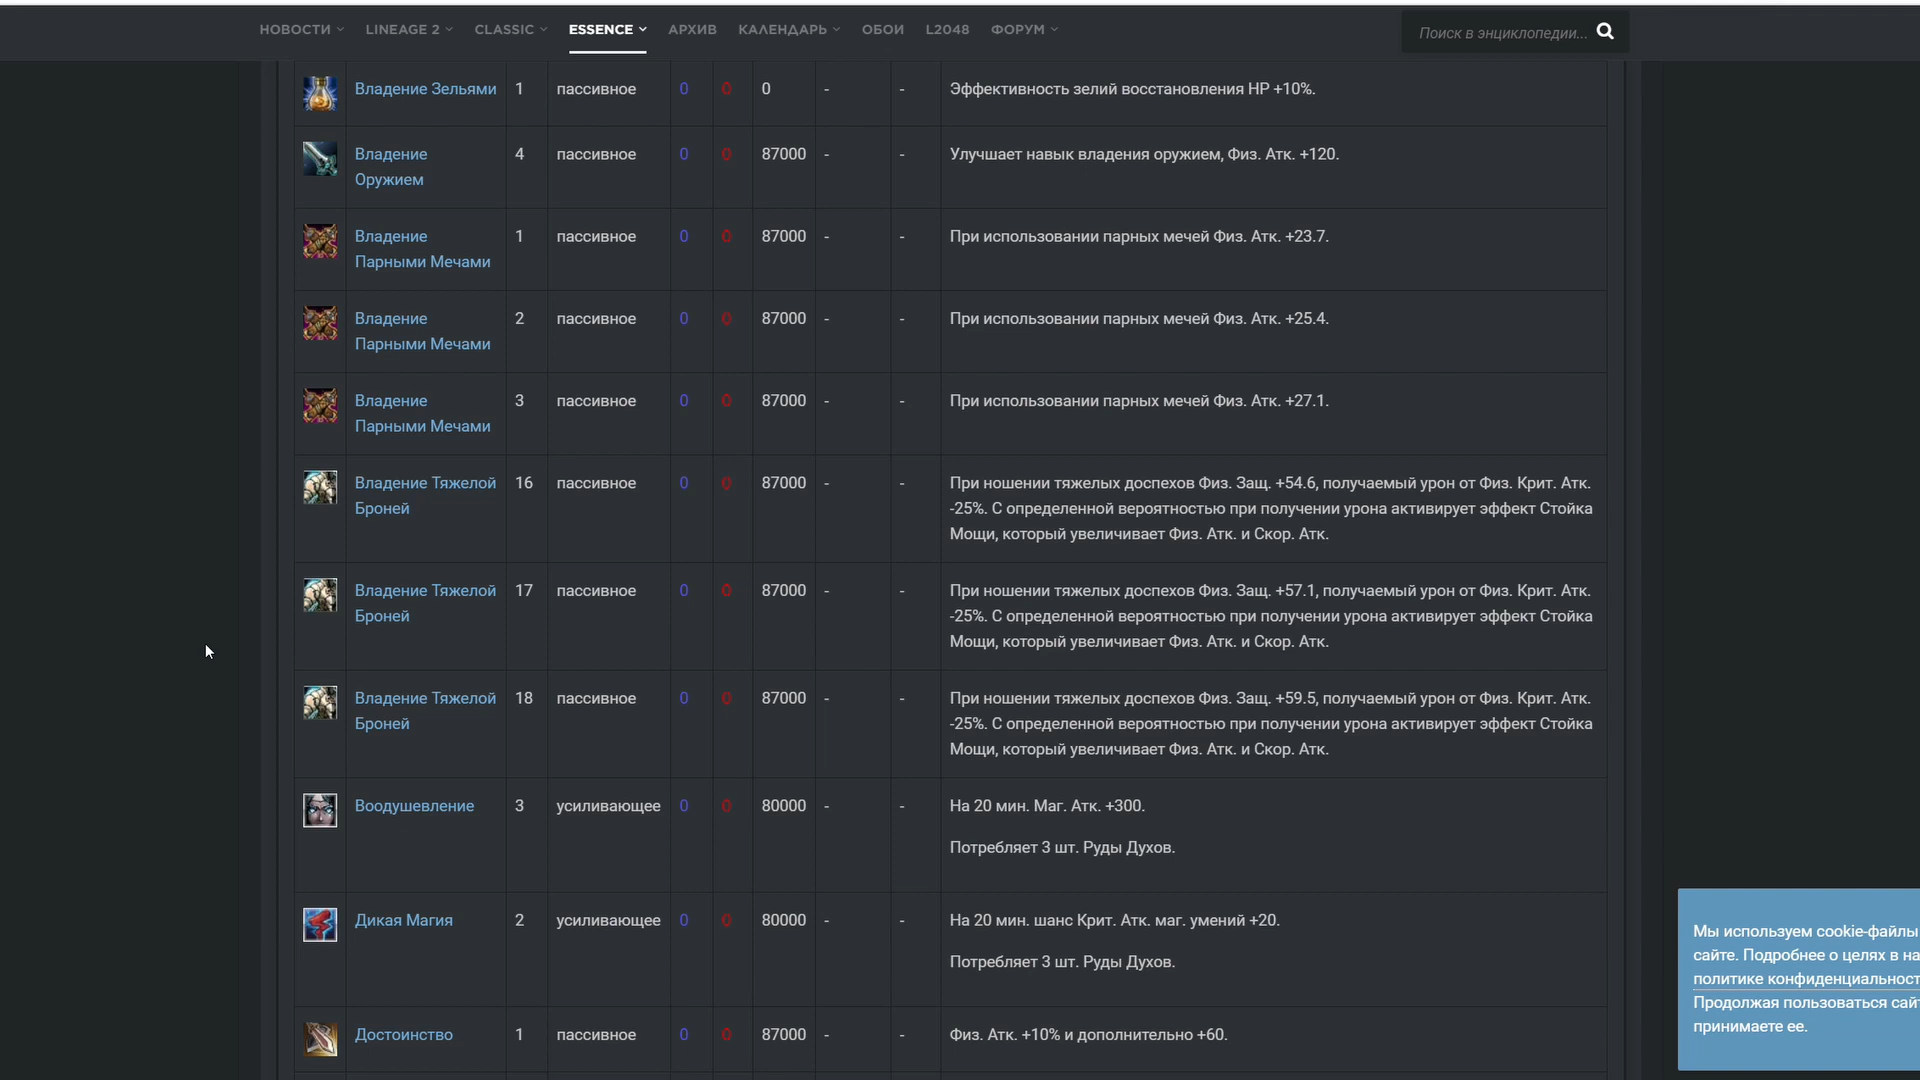 НОВОСТИ LINEAGE 2 CLASSIC ESSENCE АРХИВ КАЛЕНДАРЬ ОБОИ L2048 ФОРУМ Поиск в энциклопедии...
Владение Зельями 1 пассивное 0 0 0 - - Эффективность зелий восстановления HP +10%.
Владение 4 пассивное 0 0 87000 - - Улучшает навык владения оружием, Физ. Атк. +120.
Оружием
Владение 1 пассивное 0 0 87000 - - При использовании парных мечей Физ. Атк. +23.7.
Парными Мечами
Владение 2 пассивное 0 0 87000 - - При использовании парных мечей Физ. Атк. +25.4.
Парными Мечами
Владение 3 пассивное 0 0 87000 - - При использовании парных мечей Физ. Атк. +27.1.
Парными Мечами
Владение Тяжелой 16 пассивное 0 0 87000 - - При ношении тяжелых доспехов Физ. Защ. +54.6, получаемый урон от Физ. Крит. Атк.
Броней -25%. С определенной вероятностью при получении урона активирует эффект Стойка
Мощи, который увеличивает Физ. Атк. и Скор. Атк.
Владение Тяжелой 17 пассивное 0 0 87000 - - При ношении тяжелых доспехов Физ. Защ. +57.1, получаемый урон от Физ. Крит. Атк.
Броней -25%. С определенной вероятностью при получении урона активирует эффект Стойка
Мощи, который увеличивает Физ. Атк. и Скор. Атк.
Владение Тяжелой 18 пассивное 0 0 87000 - - При ношении тяжелых доспехов Физ. Защ. +59.5, получаемый урон от Физ. Крит. Атк.
Броней -25%. С определенной вероятностью при получении урона активирует эффект Стойка
Мощи, который увеличивает Физ. Атк. и Скор. Атк.
Воодушевление 3 усиливающее 0 0 80000 - - На 20 мин. Маг. Атк. +300.
Потребляет 3 шт. Руды Духов.
Дикая Магия 2 усиливающее 0 0 80000 - - На 20 мин. шанс Крит. Атк. маг. умений +20.
Потребляет 3 шт. Руды Духов.
Достоинство 1 пассивное 0 0 87000 - - Физ. Атк. +10% и дополнительно +60.
Мы используем cookie-файлы
сайте. Подробнее о целях в на
политике конфиденциальност
Продолжая пользоваться сайт
принимаете ее.